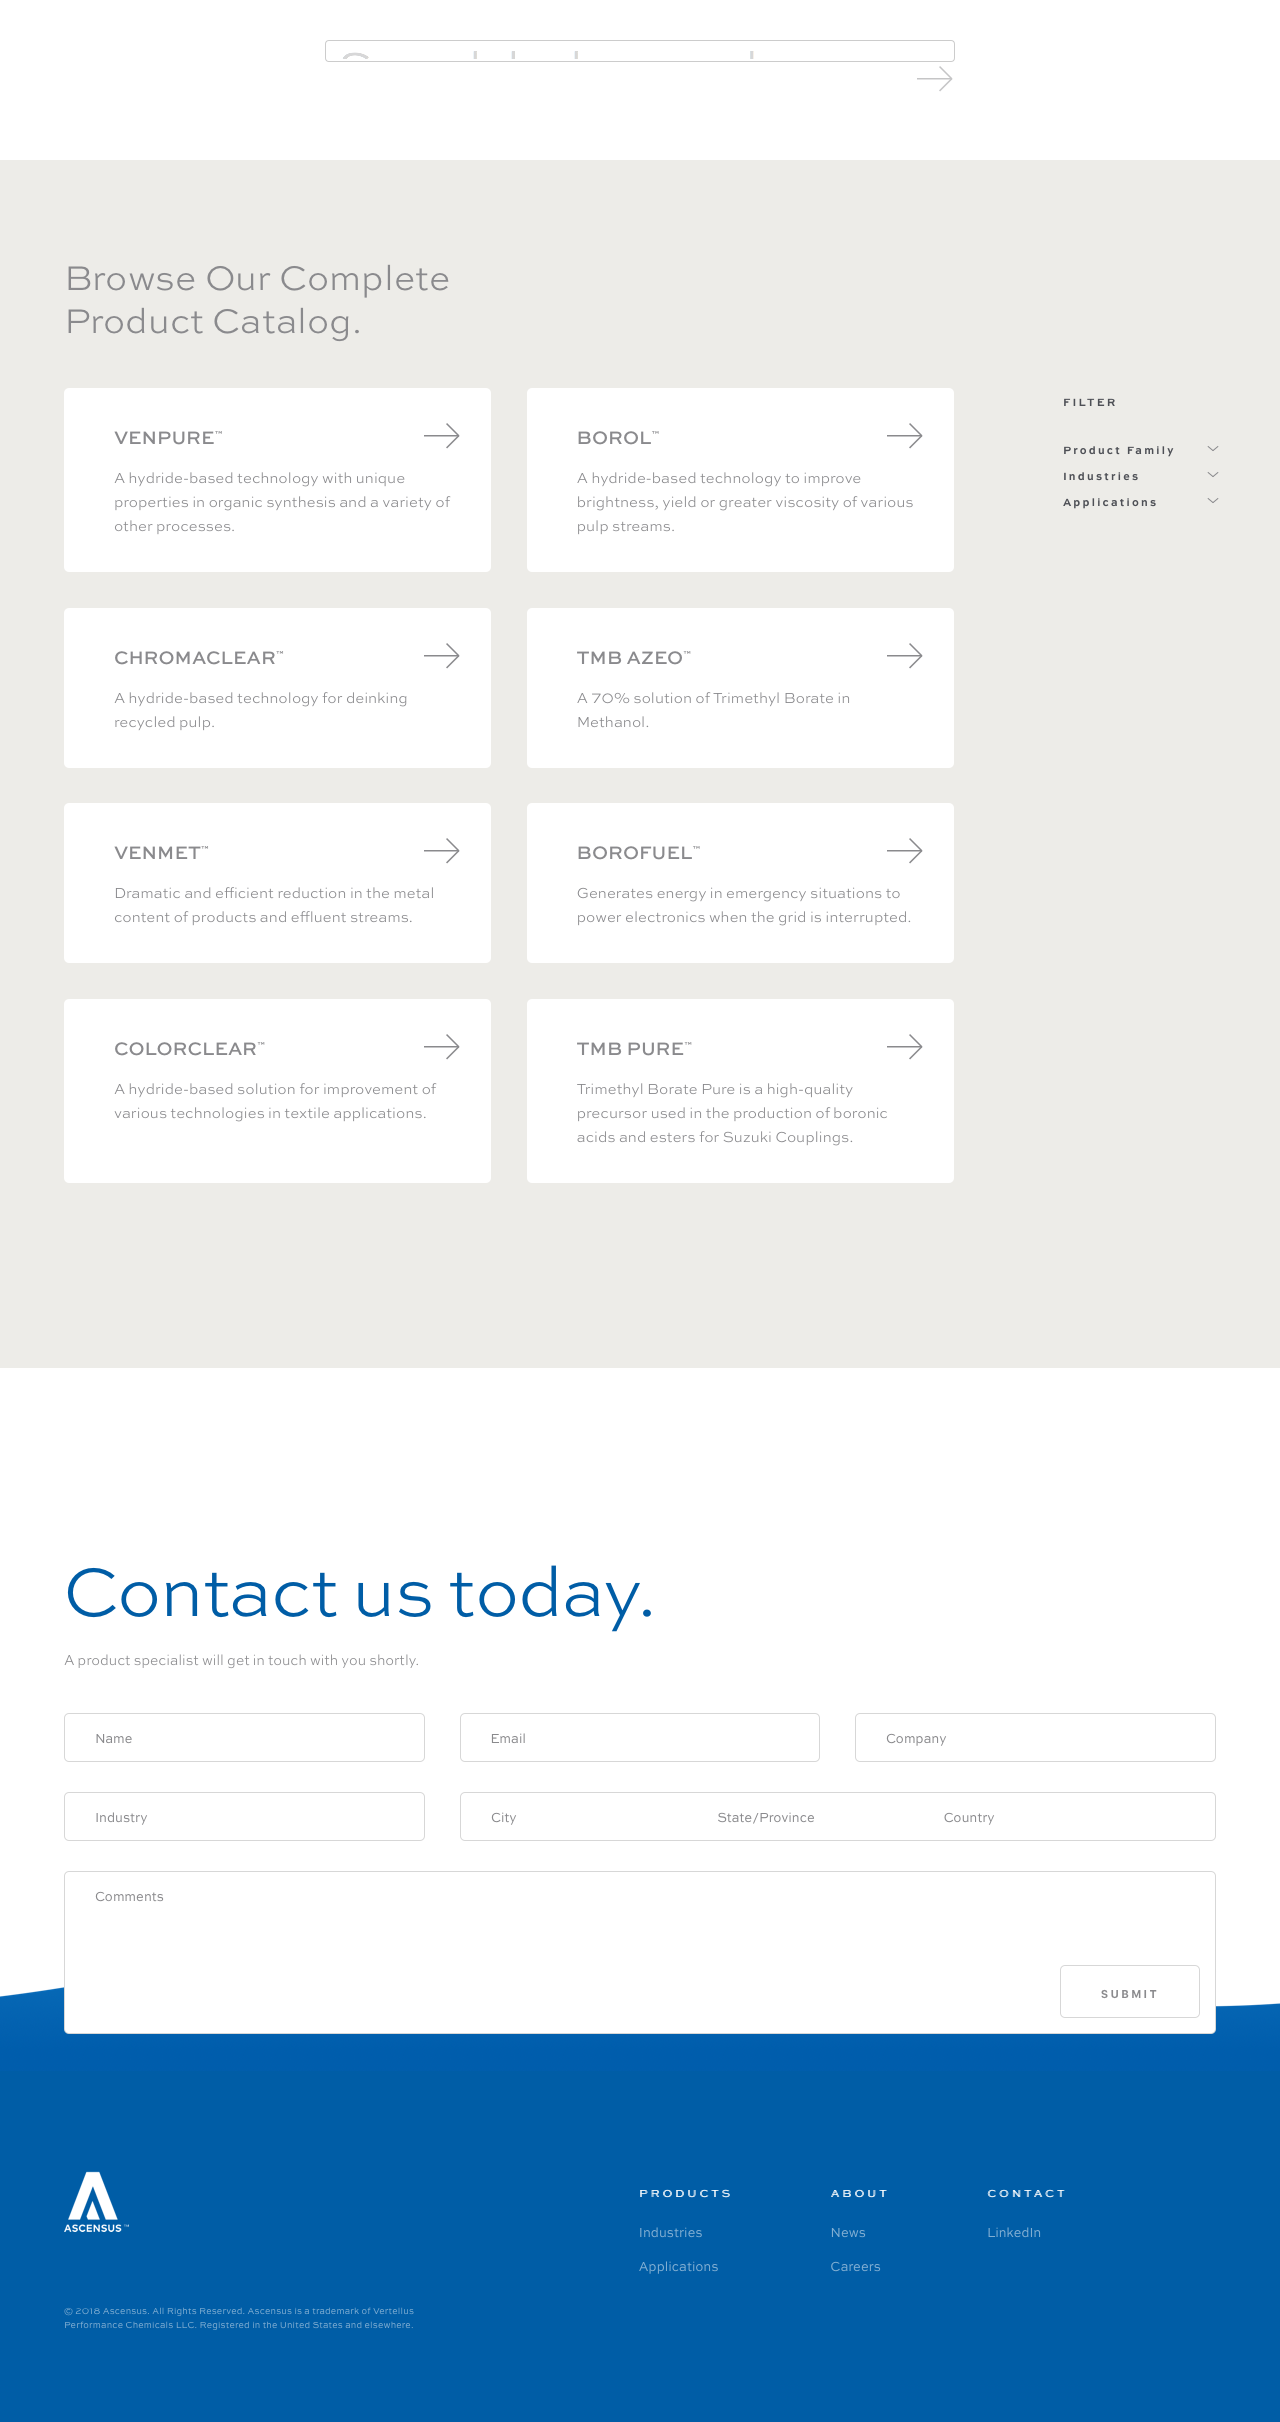 Browse Our Complete
Product Catalog.
VENPURE™
A hydride-based technology with unique
properties in organic synthesis and a variety of
other processes.
BOROL™
A hydride-based technology to improve
brightness, yield or greater viscosity of various
pulp streams.
FILTER
Product Family
Industries
Applications
CHROMACLEAR™
A hydride-based technology for deinking
recycled pulp.
TMB AZEO™
A 70% solution of Trimethyl Borate in
Methanol.
VENMET™
Dramatic and efficient reduction in the metal
content of products and effluent streams.
BOROFUEL™
Generates energy in emergency situations to
power electronics when the grid is interrupted.
COLORCLEAR™
A hydride-based solution for improvement of
various technologies in textile applications.
TMB PURE™
Trimethyl Borate Pure is a high-quality
precursor used in the production of boronic
acids and esters for Suzuki Couplings.
Contact us today.
A product specialist will get in touch with you shortly.
Name
Email
Company
Industry
City
State/Province
Country
Comments
SUBMIT
ASCENSUS™
PRODUCTS
Industries
Applications
ABOUT
News
Careers
CONTACT
LinkedIn
© 2018 Ascensus. All Rights Reserved. Ascensus is a trademark of Vertellus
Performance Chemicals LLC. Registered in the United States and elsewhere.